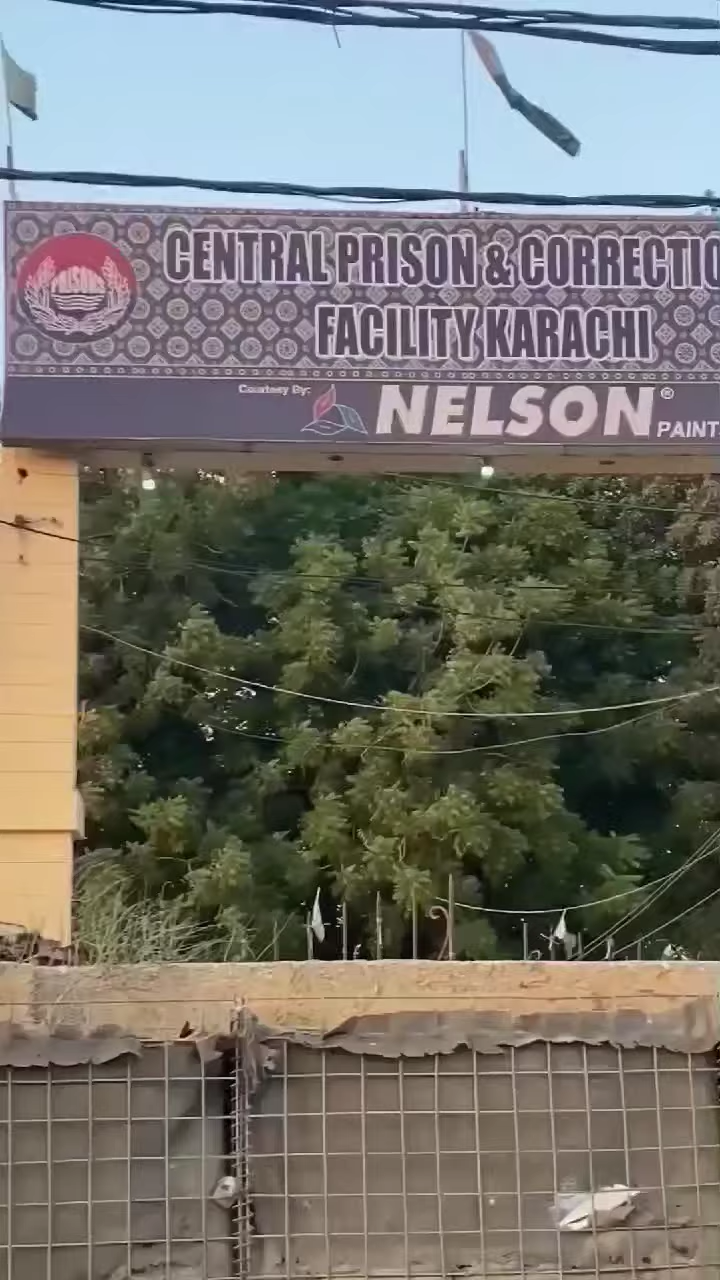 CENTRAL PRISON & CORRECTIO
FACILITY KARACHI
PRISONS
Courtesy By:
NELSON®
PAINT